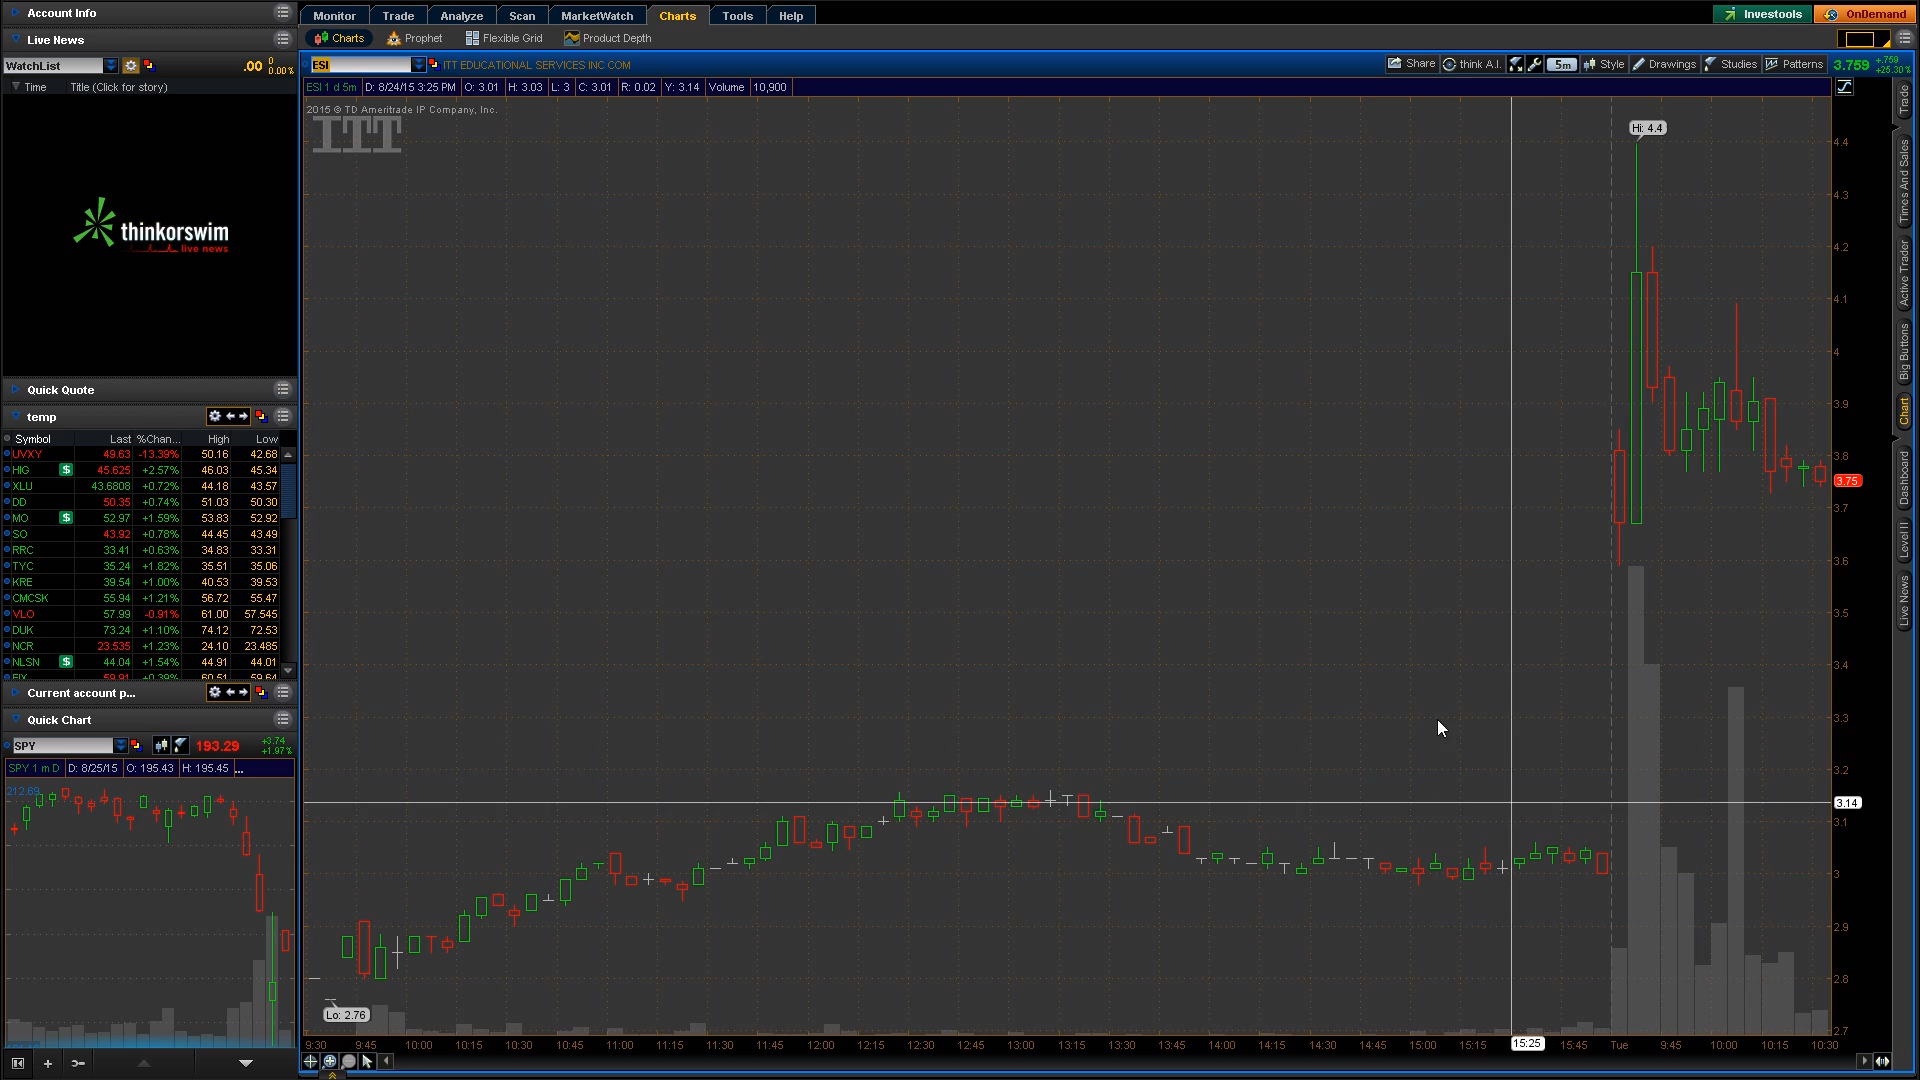 Account Info
Live News
WatchList .00 0 0.00%
Time Title (Click for story)
thinkorswim
live news
Quick Quote
temp
Symbol Last %Chan... High Low
UVXY 49.63 -13.39% 50.16 42.68
HIG $ 45.625 +2.57% 46.03 45.34
XLU 43.6808 +0.72% 44.18 43.57
DD 50.35 +0.74% 51.03 50.30
MO $ 52.97 +1.59% 53.83 52.92
SO 43.92 +0.78% 44.45 43.49
RRC 33.41 +0.63% 34.83 33.31
TYC 35.24 +1.82% 35.51 35.06
KRE 39.54 +1.00% 40.53 39.53
CMCSK 55.94 +1.21% 56.72 55.47
VLO 57.99 -0.91% 61.00 57.545
DUK 73.24 +1.10% 74.12 72.53
NCR 23.535 +1.23% 24.10 23.485
NLSN $ 44.04 +1.54% 44.91 44.01
Current account p...
Quick Chart
SPY 193.29 +3.74 +1.97%
SPY 1 m D D: 8/25/15 O: 195.43 H: 195.45 ...
212.69
Monitor Trade Analyze Scan MarketWatch Charts Tools Help
Investools OnDemand
Charts Prophet Flexible Grid Product Depth
ESI ITT EDUCATIONAL SERVICES INC COM
Share think A.I. 5m Style Drawings Studies Patterns 3.759 +.759 +25.30%
ESI 1 d 5m D: 8/24/15 3:25 PM O: 3.01 H: 3.03 L: 3 C: 3.01 R: 0.02 Y: 3.14 Volume 10,900
2015 © TD Ameritrade IP Company, Inc.
ITT
Hi: 4.4
Lo: 2.76
4.4
4.3
4.2
4.1
4
3.9
3.8
3.75
3.7
3.6
3.5
3.4
3.3
3.2
3.14
3.1
3
2.9
2.8
2.7
9:30 9:45 10:00 10:15 10:30 10:45 11:00 11:15 11:30 11:45 12:00 12:15 12:30 12:45 13:00 13:15 13:30 13:45 14:00 14:15 14:30 14:45 15:00 15:15 15:25 15:45 Tue 9:45 10:00 10:15 10:30
Trade
Times And Sales
Active Trader
Big Buttons
Chart
Dashboard
Level II
Live News